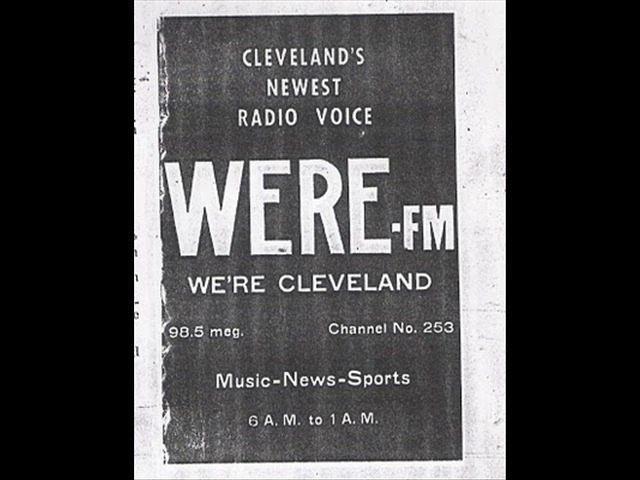 CLEVELAND'S
NEWEST
RADIO VOICE
WERE-FM
WE'RE CLEVELAND
98.5 meg. Channel No. 253
Music-News-Sports
6 A. M. to 1 A. M.